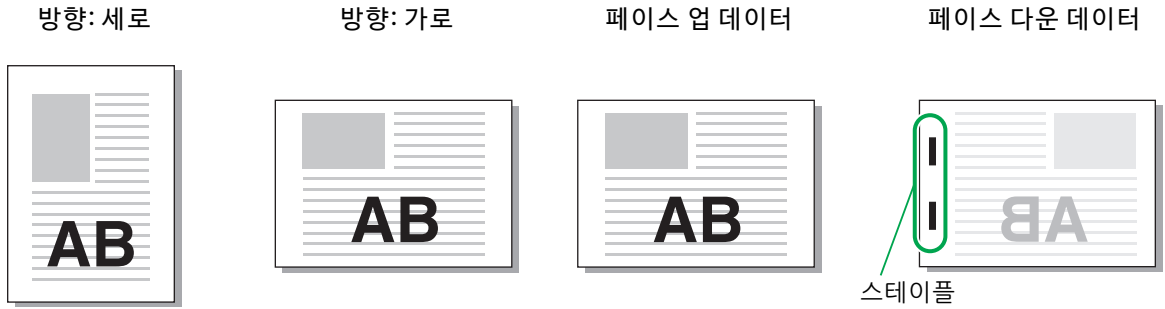 방향: 세로
방향: 가로
페이스 업 데이터
페이스 다운 데이터
AB
AB
AB
AB
스테이플